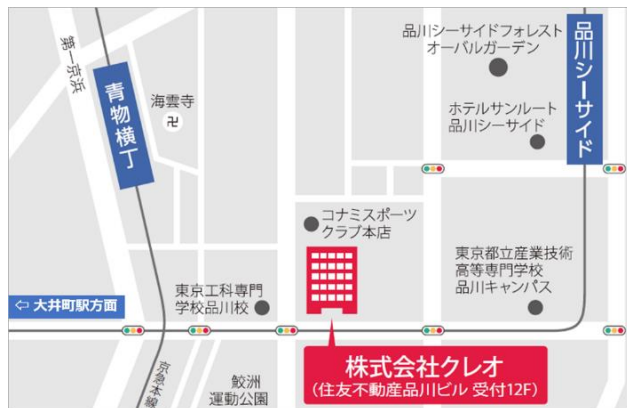 第一京浜
青物横丁
海雲寺
卍
品川シーサイドフォレスト
オーバルガーデン
ホテルサンルート
品川シーサイド
品川シーサイド
コナミスポーツ
クラブ本店
東京都立産業技術
高等専門学校
品川キャンパス
⇦ 大井町駅方面
東京工科専門
学校品川校
株式会社クレオ
(住友不動産品川ビル 受付12F)
京急本線
鮫洲
運動公園